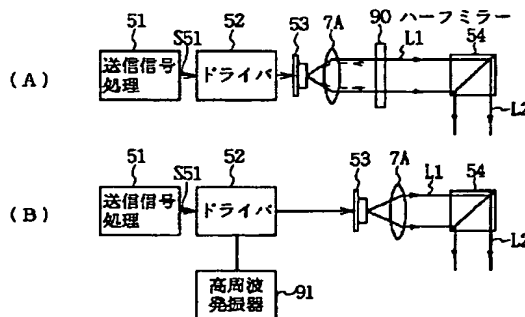 51
52
53
7A
90 ハーフミラー
L1
54
(A)
送信信号
処理
S51
ドライバ
L2
51
52
53
7A
L1
54
(B)
送信信号
処理
S51
ドライバ
L2
高周波
発振器
91